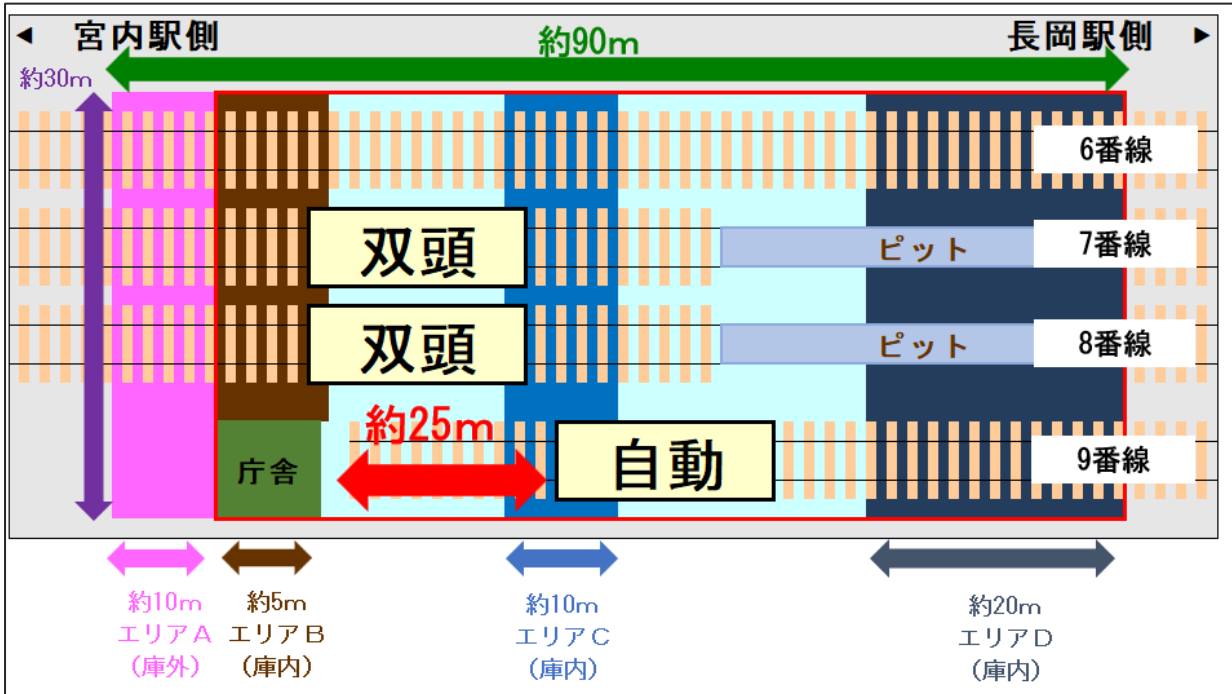 ◀ 宮内駅側
約90m
長岡駅側 ▶
約30m
6番線
双頭
ピット
7番線
双頭
ピット
8番線
約25m
庁舎
自動
9番線
約10m
エリアA
(庫外)
約5m
エリアB
(庫内)
約10m
エリアC
(庫内)
約20m
エリアD
(庫内)